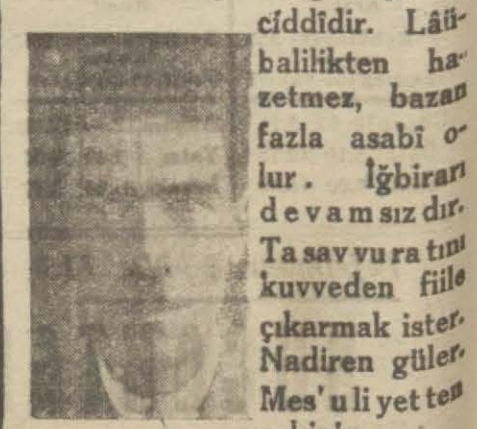 ciddîdir. Lâü-
balilikten ha-
zetmez, bazan
fazla asabî o-
lur. İğbirarı
devamsızdır.
Tasavvuratını
kuvveden fiile
çıkarmak ister.
Nadiren güler.
Mes'uliyetten